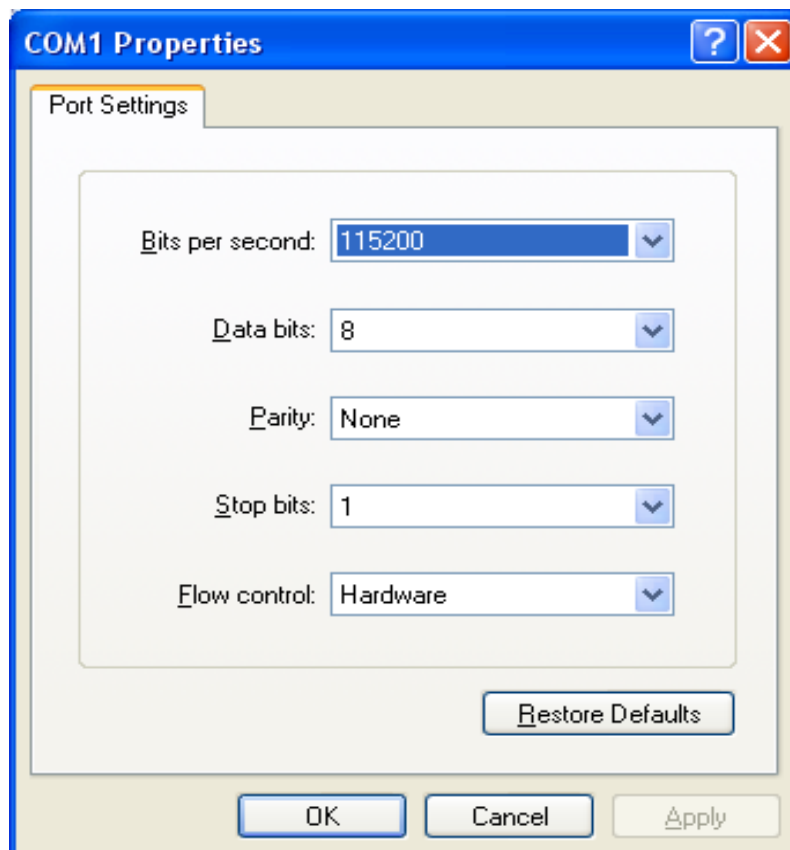 COM1 Properties
Port Settings
Bits per second: 115200
Data bits: 8
Parity: None
Stop bits: 1
Flow control: Hardware
Restore Defaults
OK Cancel Apply